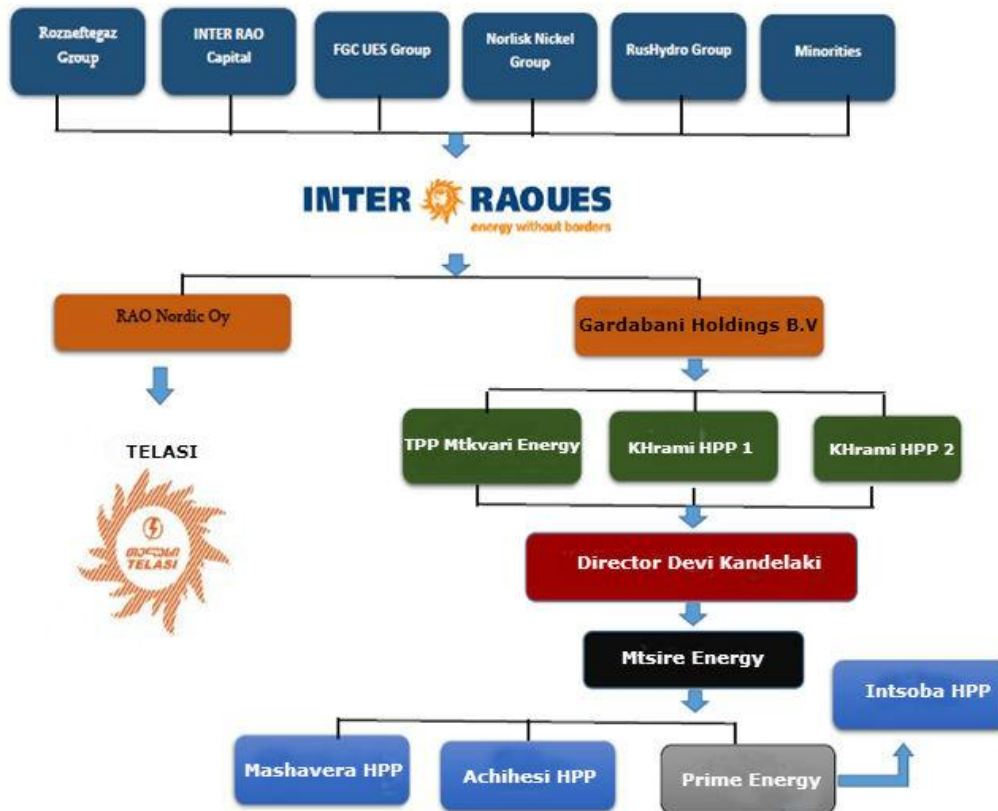 Rozneftegaz
Group
INTER RAO
Capital
FGC UES Group
Norlisk Nickel
Group
RusHydro Group
Minorities
INTER RAOUES
energy without borders
RAO Nordic Oy
Gardabani Holdings B.V
TELASI
TPP Mtkvari Energy
KHrami HPP 1
KHrami HPP 2
თელასი
TELASI
Director Devi Kandelaki
Mtsire Energy
Intsoba HPP
Mashavera HPP
Achihesi HPP
Prime Energy